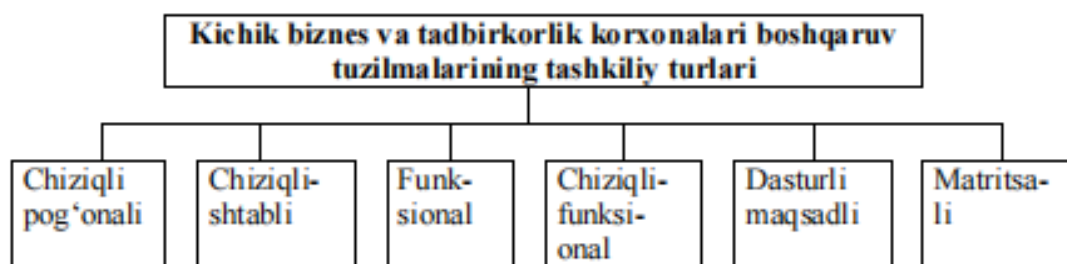 Kichik biznes va tadbirkorlik korxonalari boshqaruv
tuzilmalarining tashkiliy turlari
Chiziqli
pog‘onali
Chiziqli-
shtabli
Funk-
sional
Chiziqli-
funksi-
onal
Dasturli
maqsadli
Matritsa-
li